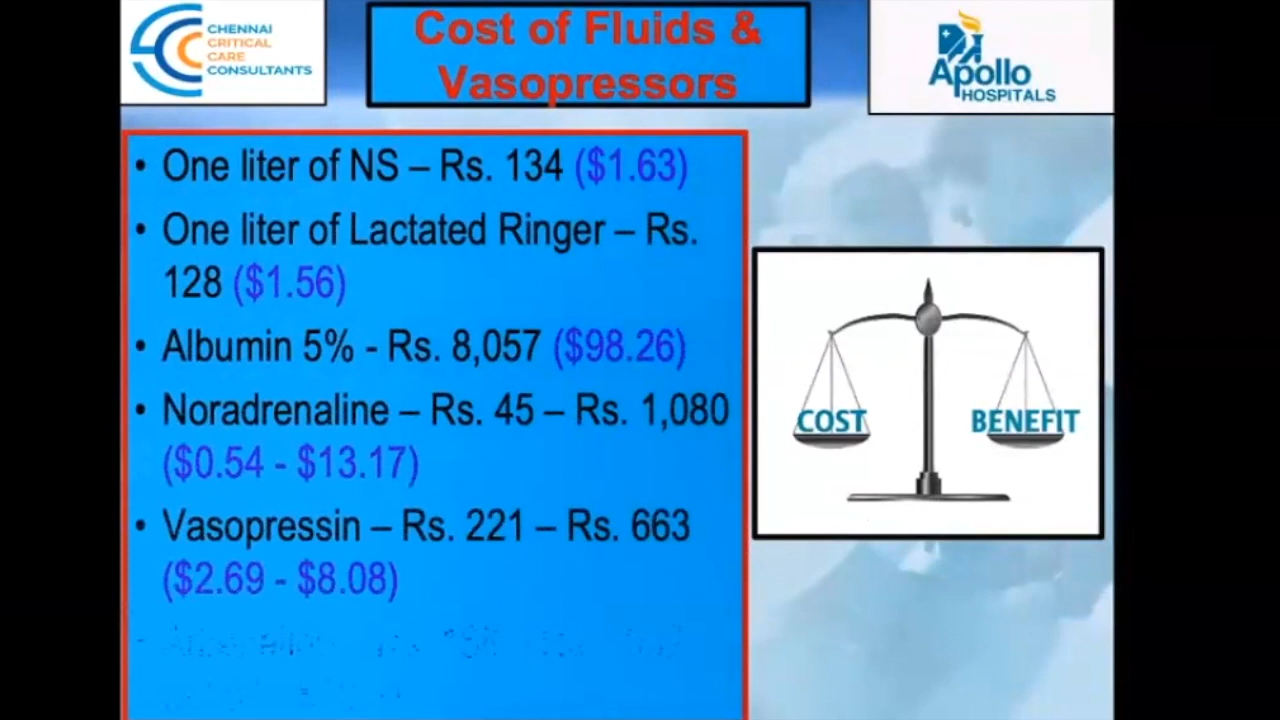 CHENNAI
CRITICAL
CARE
CONSULTANTS
Cost of Fluids &
Vasopressors
Apollo
HOSPITALS
• One liter of NS – Rs. 134 ($1.63)
• One liter of Lactated Ringer – Rs.
128 ($1.56)
• Albumin 5% - Rs. 8,057 ($98.26)
• Noradrenaline – Rs. 45 – Rs. 1,080
($0.54 - $13.17)
• Vasopressin – Rs. 221 – Rs. 663
($2.69 - $8.08)
COST
BENEFIT